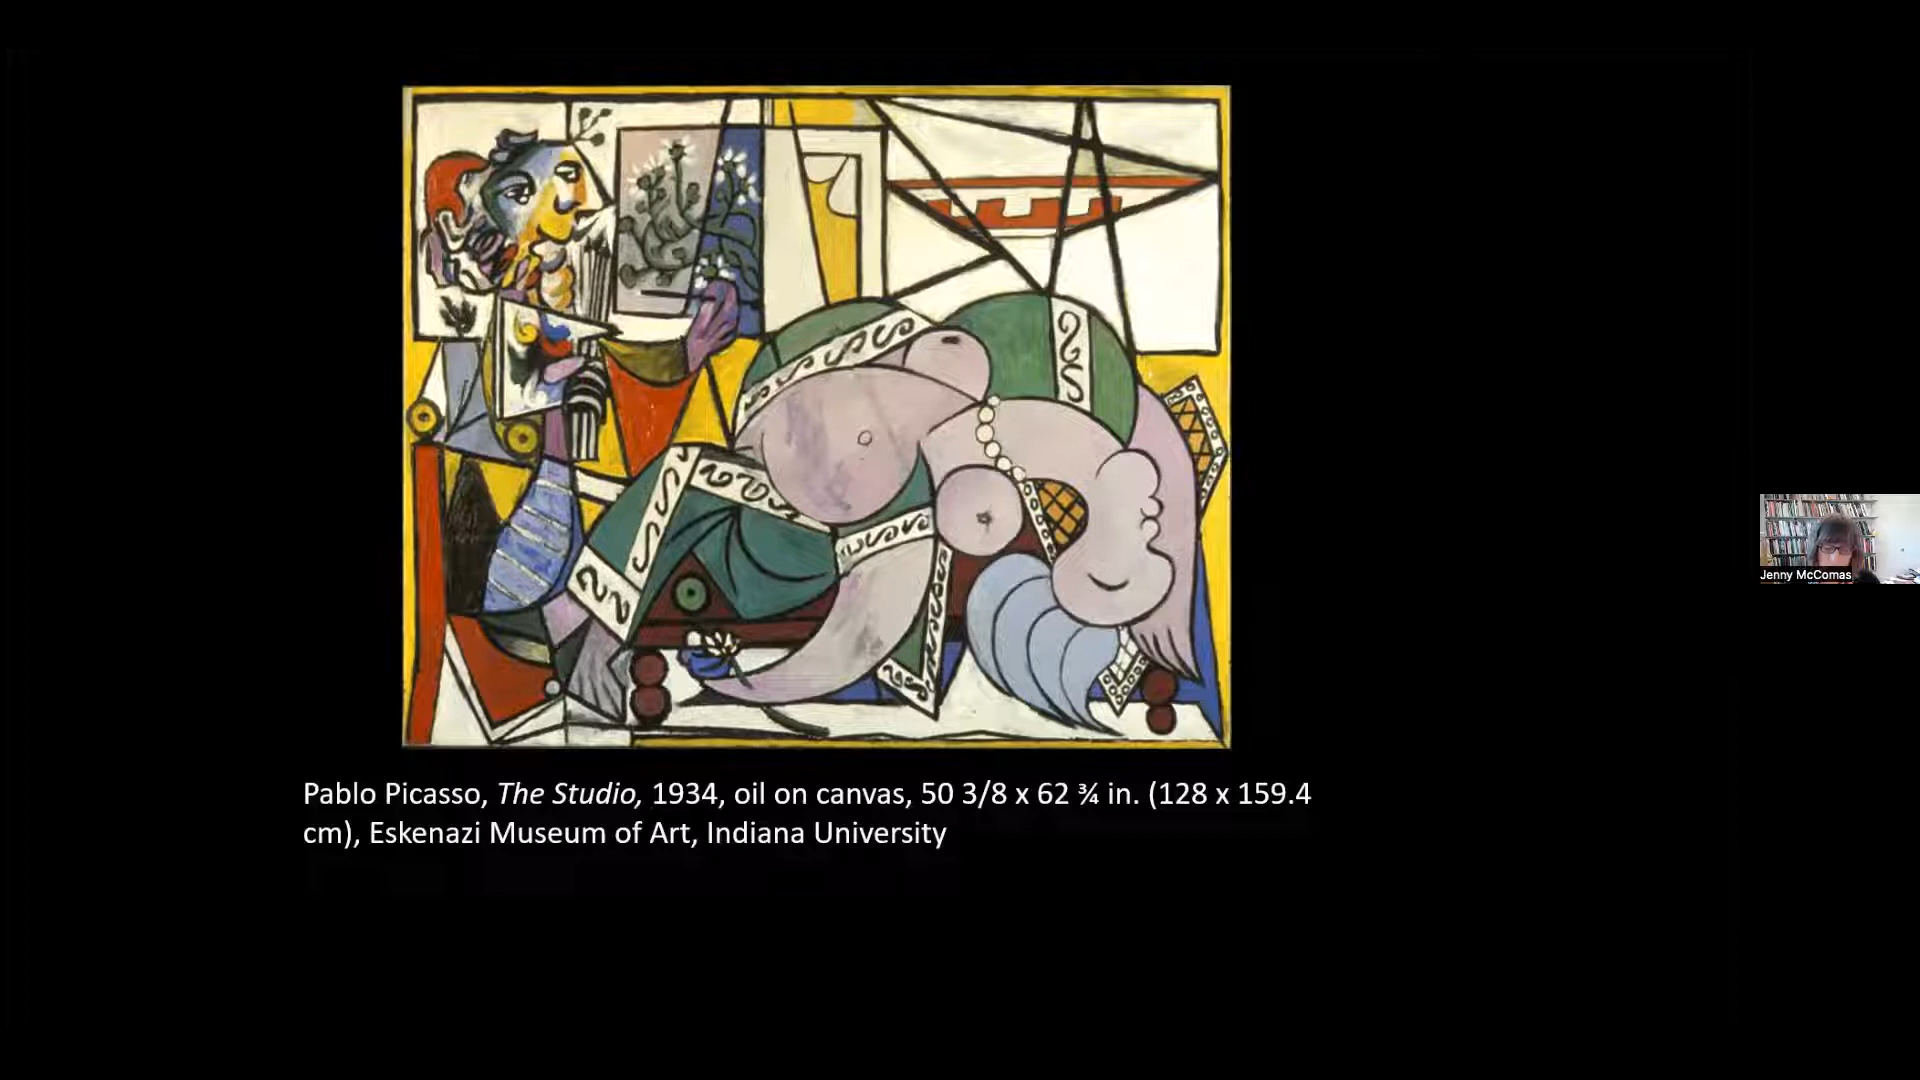 Pablo Picasso, The Studio, 1934, oil on canvas, 50 3/8 x 62 ¾ in. (128 x 159.4
cm), Eskenazi Museum of Art, Indiana University
Jenny McComas